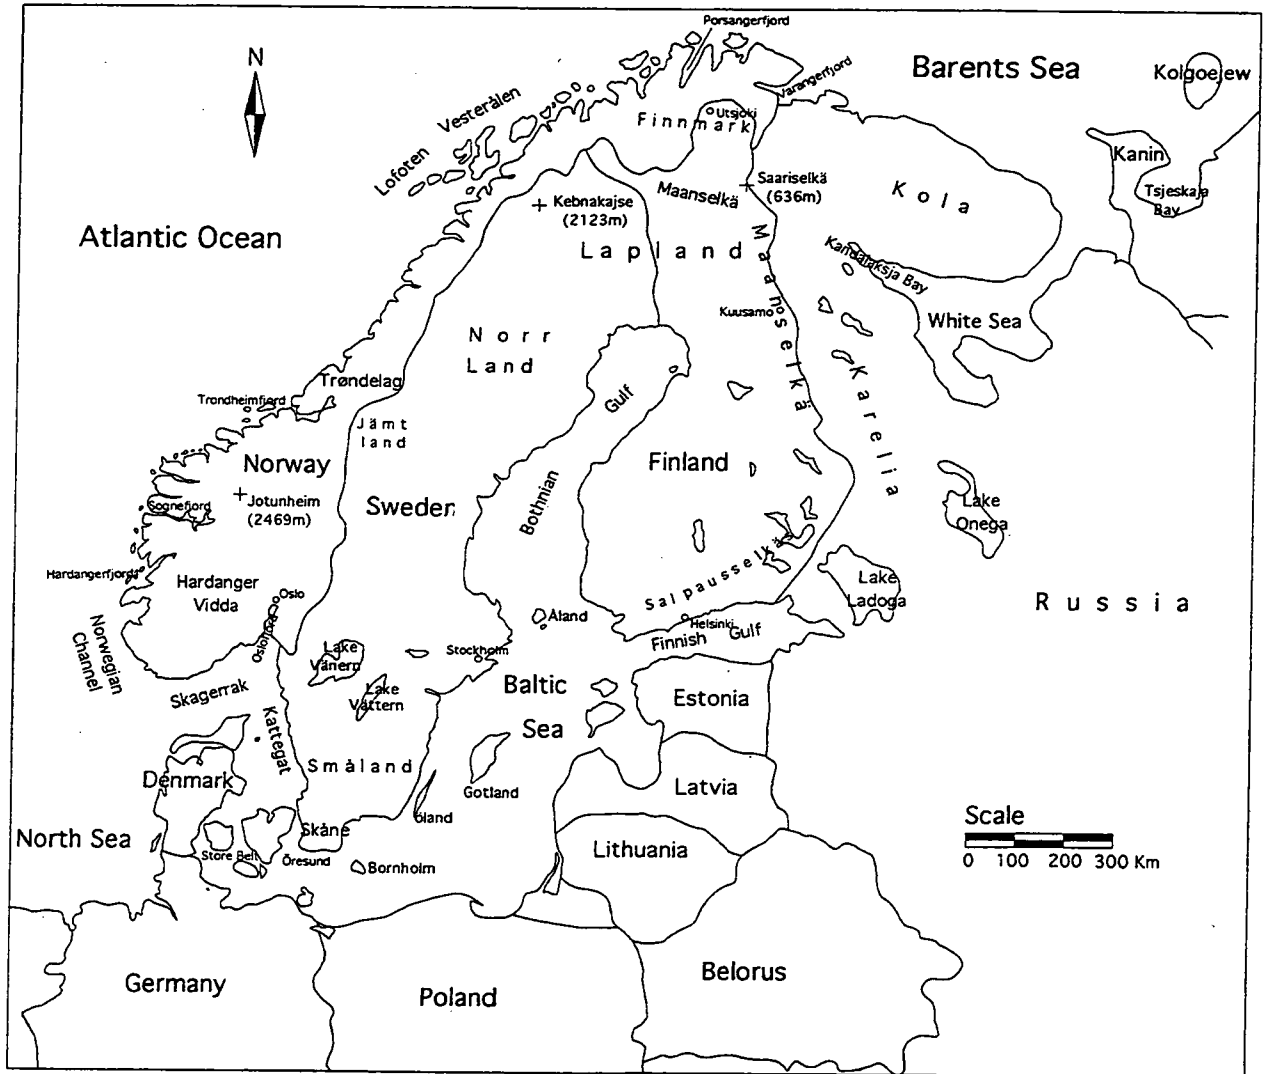 Porsangerfjord
N
Barents Sea
Kolgoejew
Varangerfjord
Vesterålen
Utsjoki
Finnmark
Lofoten
Kanin
Saariselkä
(636m)
Maanselkä
Kola
Tsjeskaja
Bay
Kebnakajse
(2123m)
Atlantic Ocean
Lapland
Maanselkä
Kandalaksja Bay
Kuusamo
White Sea
Norr
Land
Trøndelag
Trondheimfjord
Gulf
Karelia
Jämt
land
Norway
Finland
Jotunheim
(2469m)
Sognefjord
Sweden
Bothnian
Lake
Onega
Salpausselkä
Hardangerfjord
Hardanger
Vidda
Oslo
Lake
Ladoga
Russia
Åland
Helsinki
Finnish Gulf
Oslofjord
Norwegian
Channel
Lake
Vänern
Stockholm
Skagerrak
Lake
Vättern
Baltic
Sea
Estonia
Kattegat
Denmark
Småland
Gotland
Latvia
Öland
Scale
0 100 200 300 Km
North Sea
Skåne
Lithuania
Store Belt
Öresund
Bornholm
Germany
Poland
Belorus